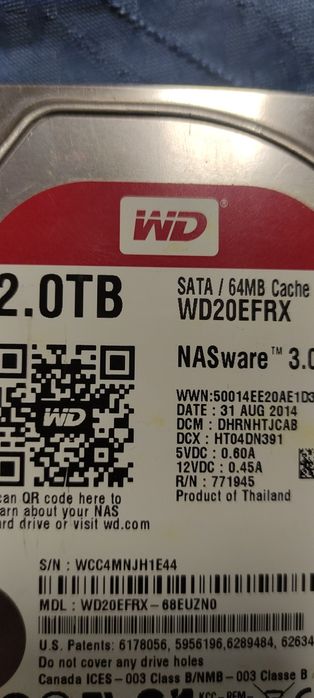 WD®
2.0TB
SATA / 64MB Cache
WD20EFRX
NASware™ 3.0
WD
WWN:50014EE20AE1D3
DATE : 31 AUG 2014
DCM : DHRNHTJCAB
DCX : HT04DN391
5VDC : 0.60A
12VDC : 0.45A
R/N : 771945
Product of Thailand
can QR code here to
arn about your NAS
rd drive or visit wd.com
S/N : WCC4MNJH1E44
MDL : WD20EFRX-68EUZN0
U.S. Patents: 6178056, 5956196,6289484, 62634
Do not cover any drive holes
Canada ICES-003 Class B/NMB-003 Classe B